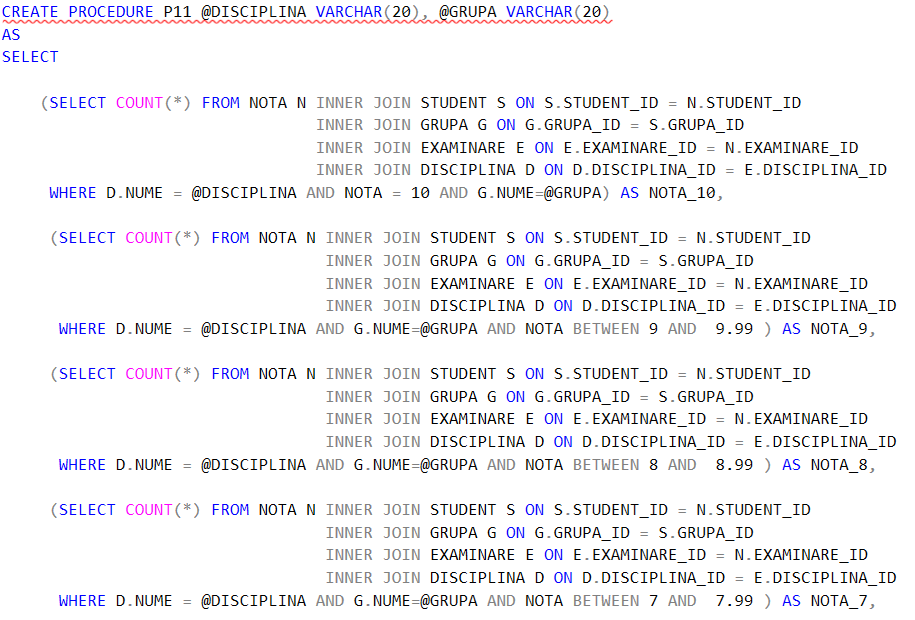 CREATE PROCEDURE P11 @DISCIPLINA VARCHAR(20), @GRUPA VARCHAR(20)
AS
SELECT
(SELECT COUNT(*) FROM NOTA N INNER JOIN STUDENT S ON S.STUDENT_ID = N.STUDENT_ID
INNER JOIN GRUPA G ON G.GRUPA_ID = S.GRUPA_ID
INNER JOIN EXAMINARE E ON E.EXAMINARE_ID = N.EXAMINARE_ID
INNER JOIN DISCIPLINA D ON D.DISCIPLINA_ID = E.DISCIPLINA_ID
WHERE D.NUME = @DISCIPLINA AND NOTA = 10 AND G.NUME=@GRUPA) AS NOTA_10,
(SELECT COUNT(*) FROM NOTA N INNER JOIN STUDENT S ON S.STUDENT_ID = N.STUDENT_ID
INNER JOIN GRUPA G ON G.GRUPA_ID = S.GRUPA_ID
INNER JOIN EXAMINARE E ON E.EXAMINARE_ID = N.EXAMINARE_ID
INNER JOIN DISCIPLINA D ON D.DISCIPLINA_ID = E.DISCIPLINA_ID
WHERE D.NUME = @DISCIPLINA AND G.NUME=@GRUPA AND NOTA BETWEEN 9 AND  9.99 ) AS NOTA_9,
(SELECT COUNT(*) FROM NOTA N INNER JOIN STUDENT S ON S.STUDENT_ID = N.STUDENT_ID
INNER JOIN GRUPA G ON G.GRUPA_ID = S.GRUPA_ID
INNER JOIN EXAMINARE E ON E.EXAMINARE_ID = N.EXAMINARE_ID
INNER JOIN DISCIPLINA D ON D.DISCIPLINA_ID = E.DISCIPLINA_ID
WHERE D.NUME = @DISCIPLINA AND G.NUME=@GRUPA AND NOTA BETWEEN 8 AND  8.99 ) AS NOTA_8,
(SELECT COUNT(*) FROM NOTA N INNER JOIN STUDENT S ON S.STUDENT_ID = N.STUDENT_ID
INNER JOIN GRUPA G ON G.GRUPA_ID = S.GRUPA_ID
INNER JOIN EXAMINARE E ON E.EXAMINARE_ID = N.EXAMINARE_ID
INNER JOIN DISCIPLINA D ON D.DISCIPLINA_ID = E.DISCIPLINA_ID
WHERE D.NUME = @DISCIPLINA AND G.NUME=@GRUPA AND NOTA BETWEEN 7 AND  7.99 ) AS NOTA_7,